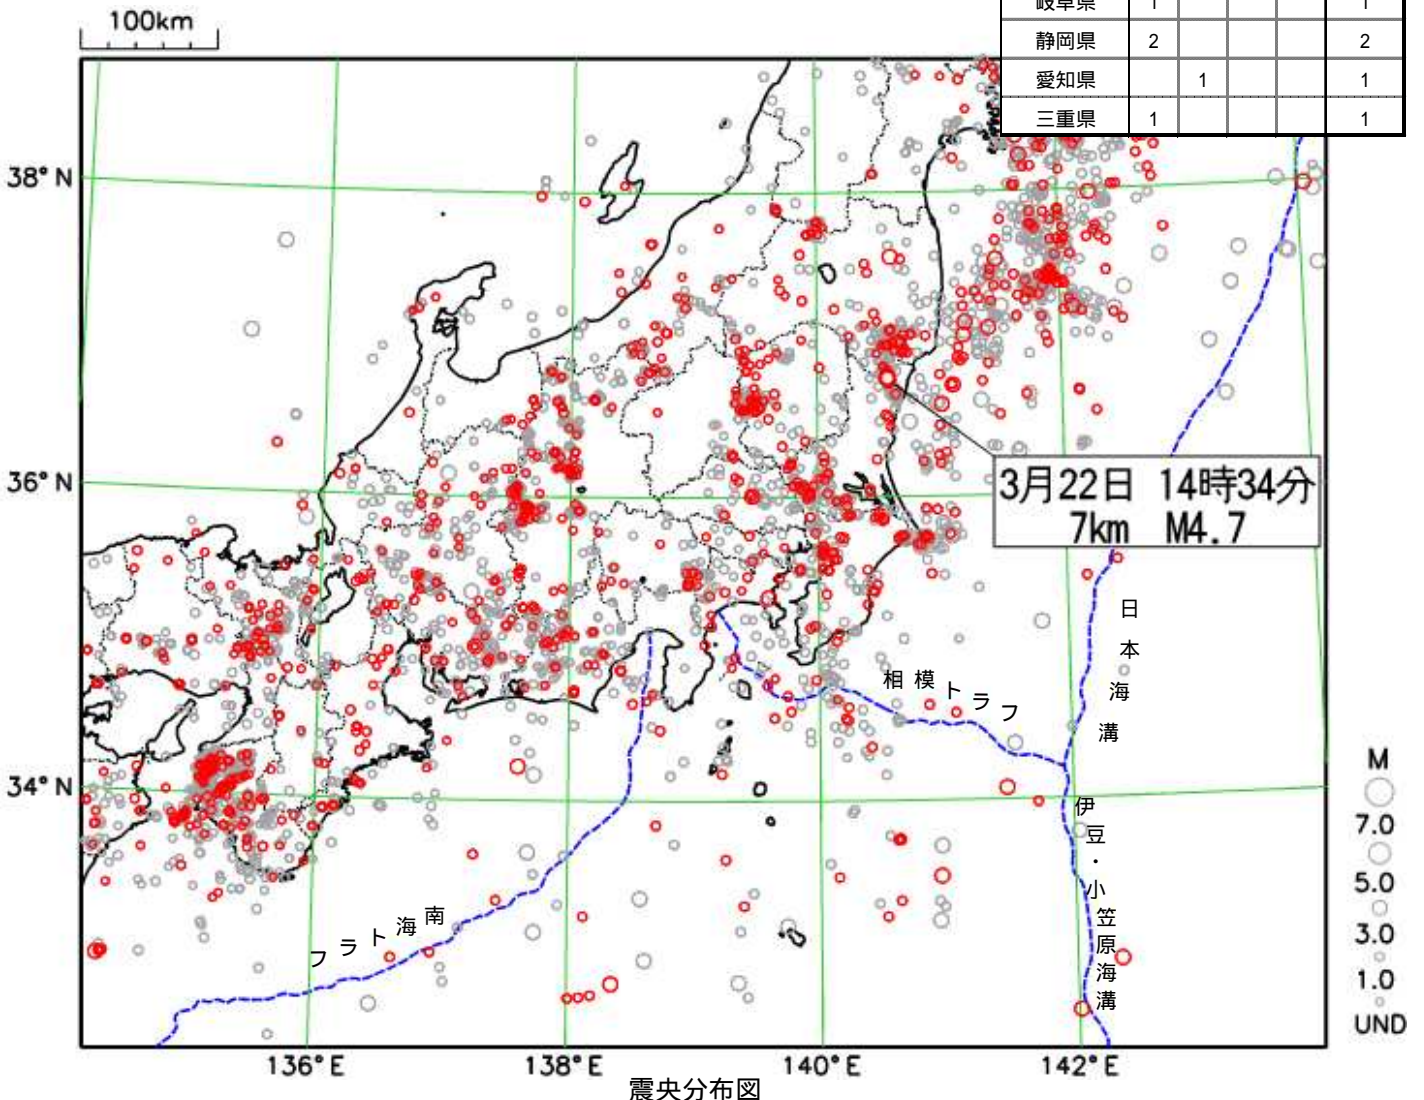 100km
岐阜県 1 1
静岡県 2 2
愛知県 1 1
三重県 1 1
38°N
36°N
34°N
3月22日 14時34分
7km M4.7
日本海溝
相模トラフ
伊豆・小笠原海溝
南海トラフ
M
7.0
5.0
3.0
1.0
UND
136°E
138°E
140°E
142°E
震央分布図